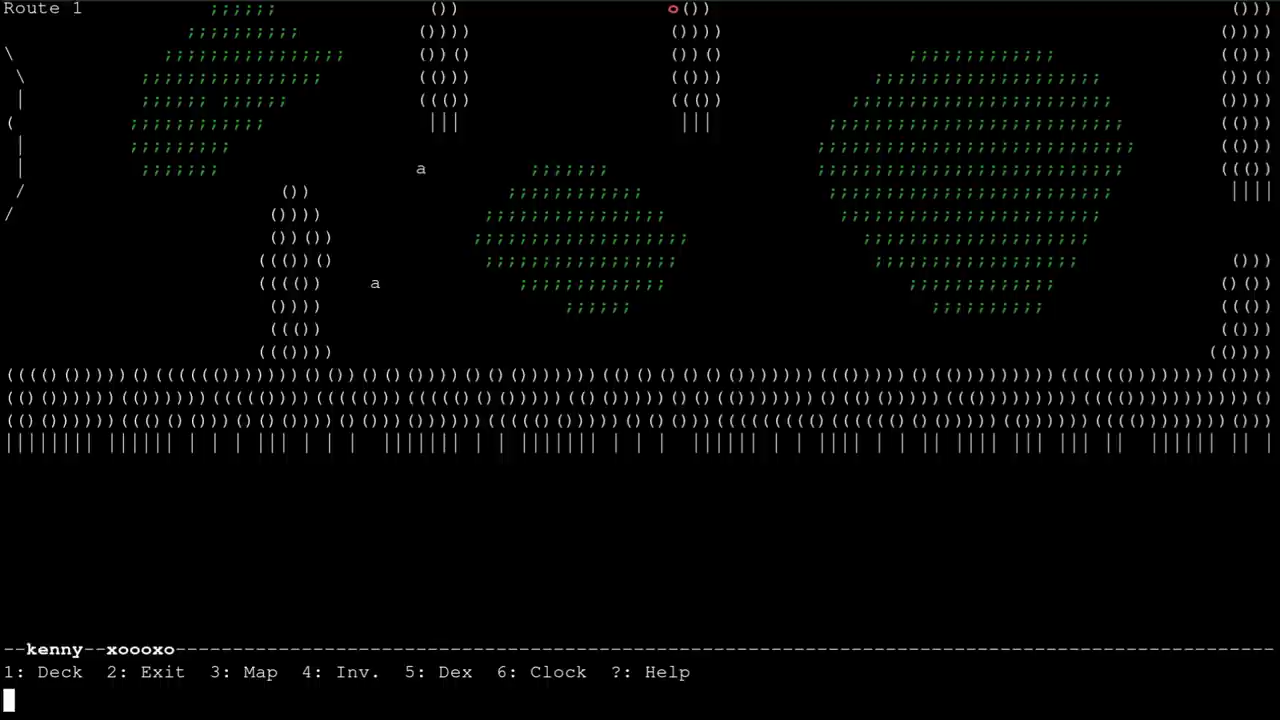 Route 1
a
a
--kenny--xoooxo--
1: Deck 2: Exit 3: Map 4: Inv. 5: Dex 6: Clock ?: Help